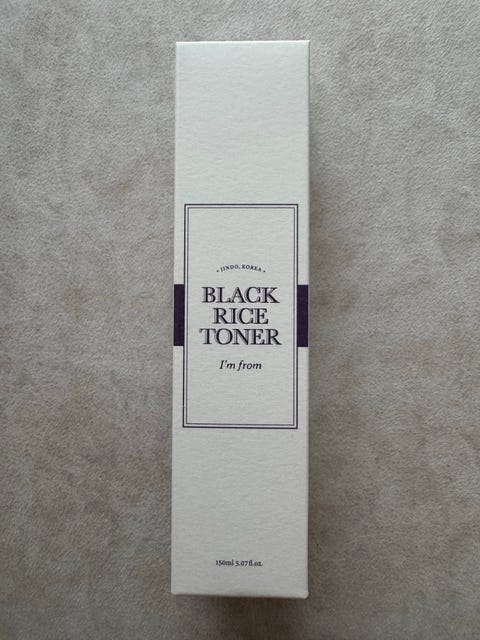 • JINDO, KOREA •
BLACK
RICE
TONER
I'm from
150ml 5.07fl.oz.